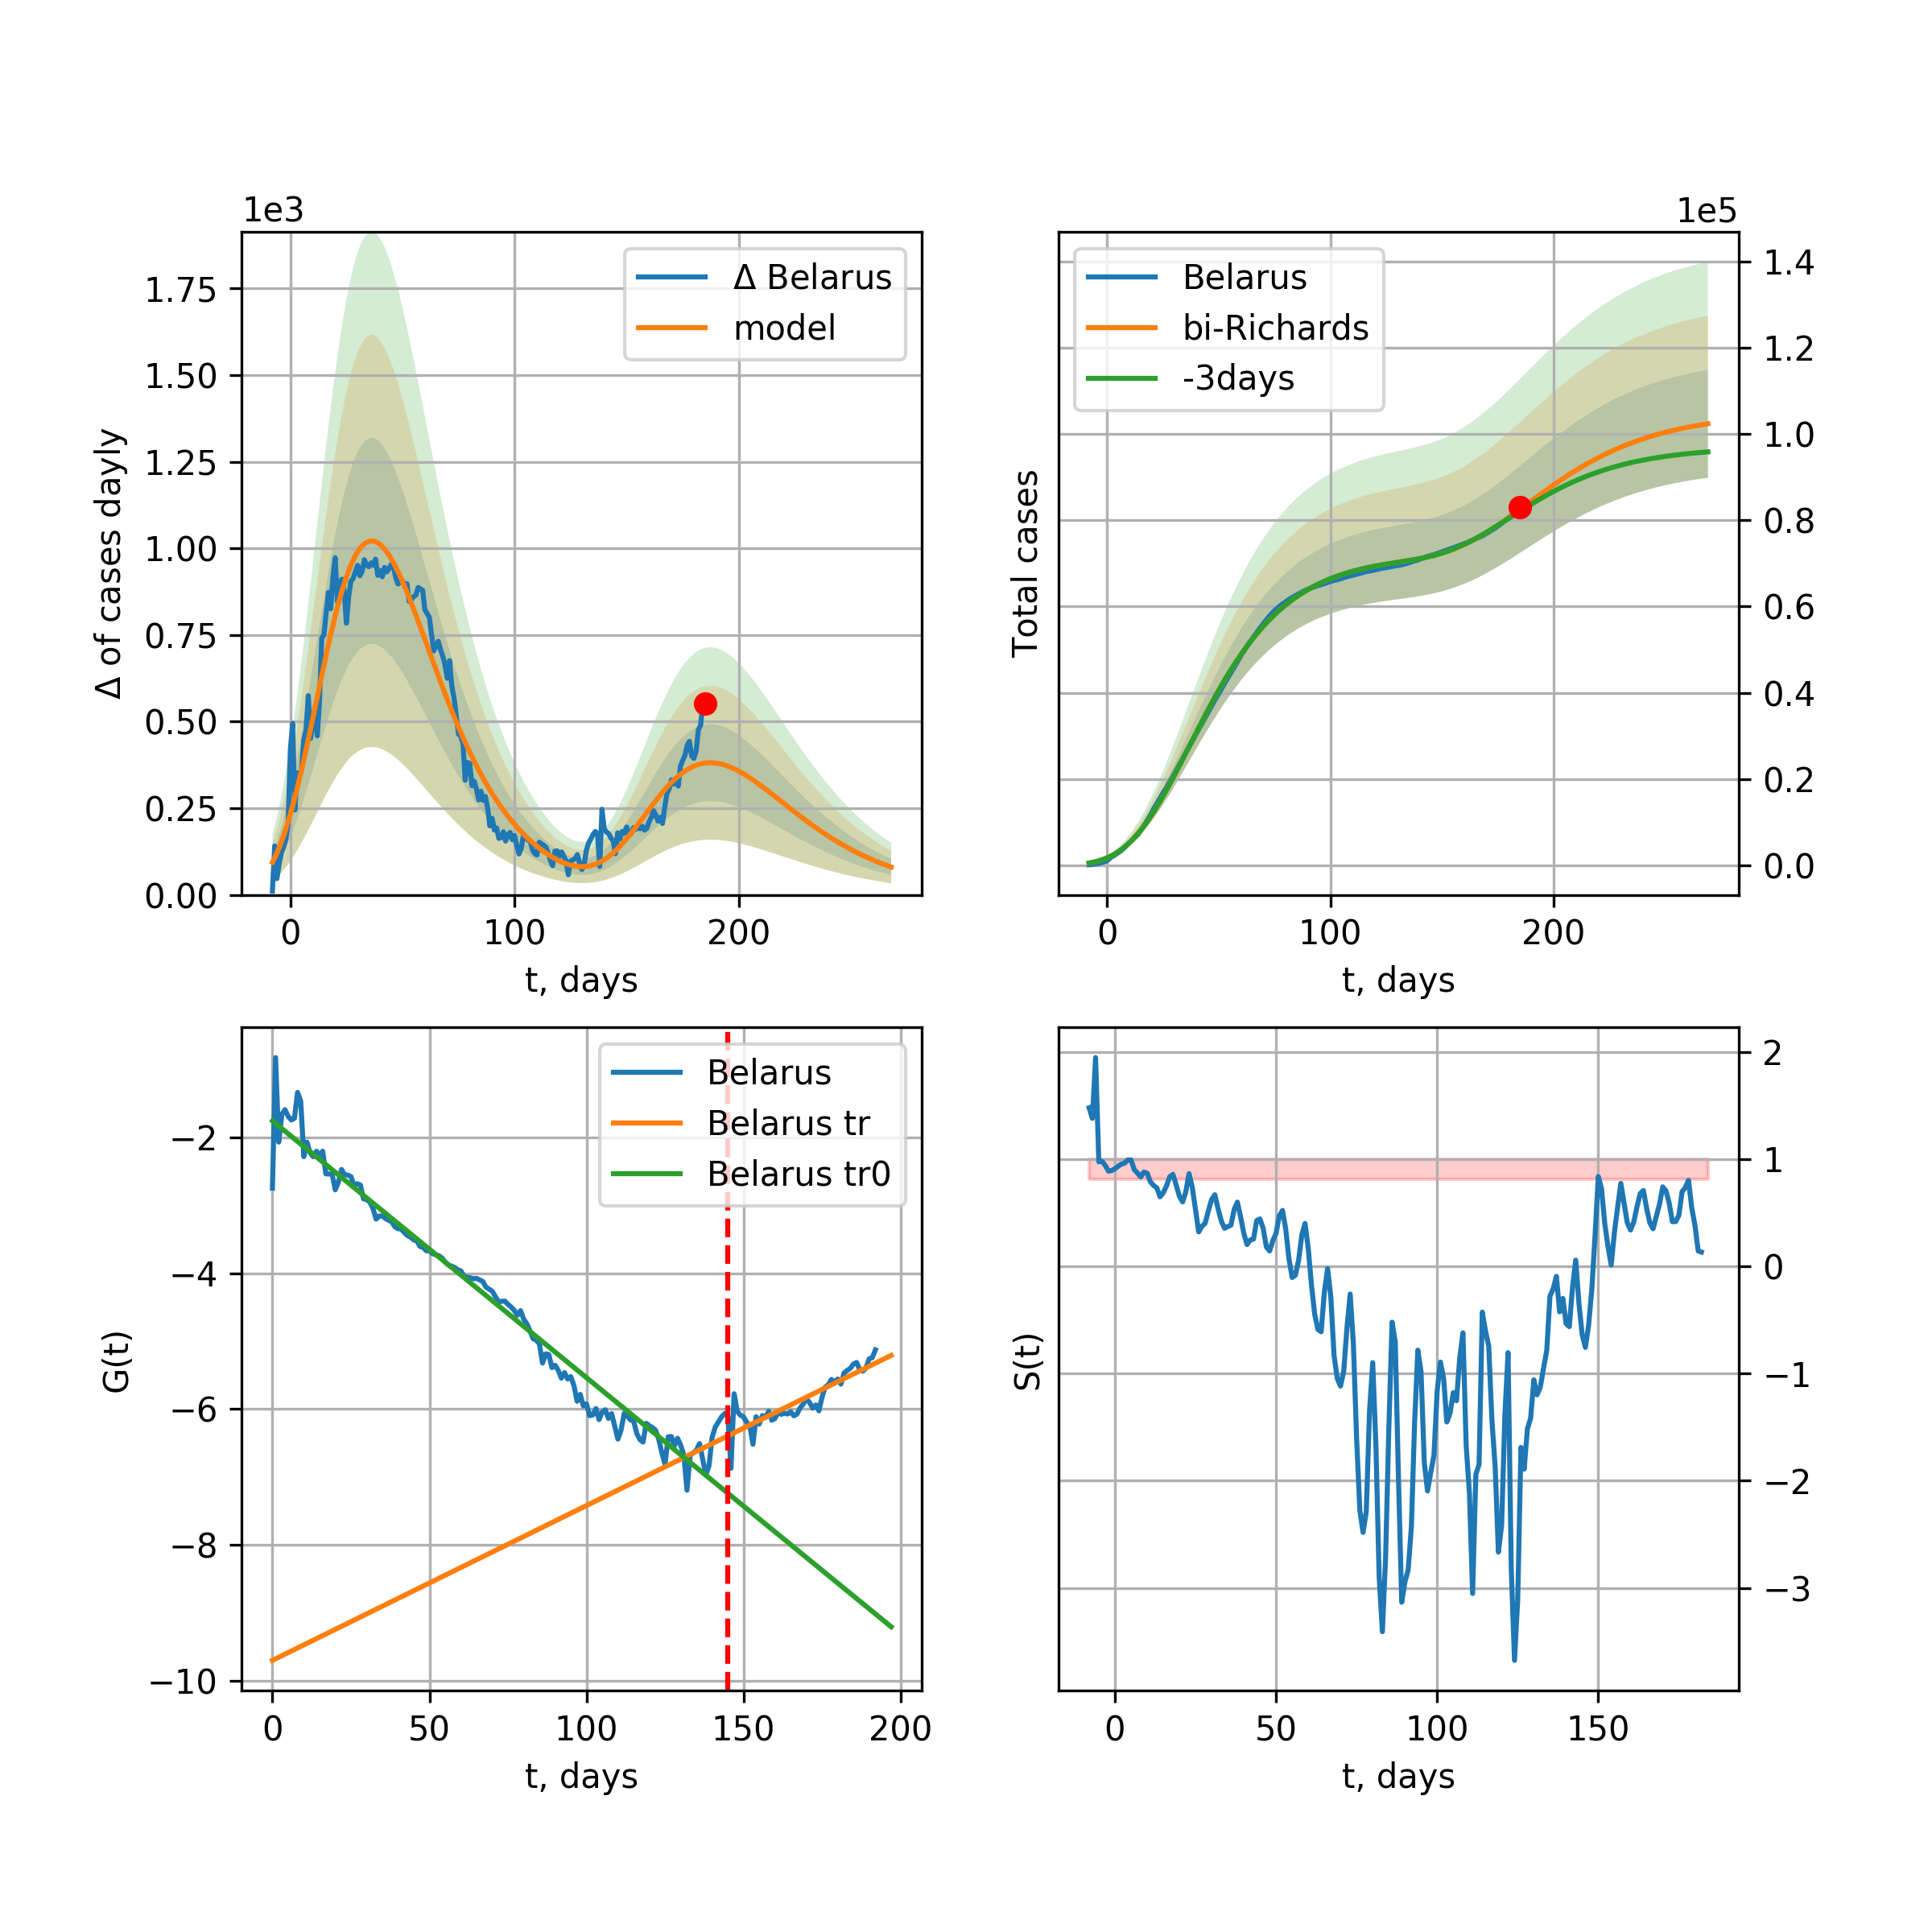 1e3
1.75
1.50
1.25
1.00
0.75
0.50
0.25
0.00
Δ of cases dayly
Δ Belarus
model
0 100 200
t, days
1e5
Belarus
bi-Richards
-3days
1.4
1.2
1.0
0.8
0.6
0.4
0.2
0.0
Total cases
0 100 200
t, days
−2
−4
−6
−8
−10
G(t)
Belarus
Belarus tr
Belarus tr0
0 50 100 150 200
t, days
2
1
0
−1
−2
−3
S(t)
0 50 100 150
t, days